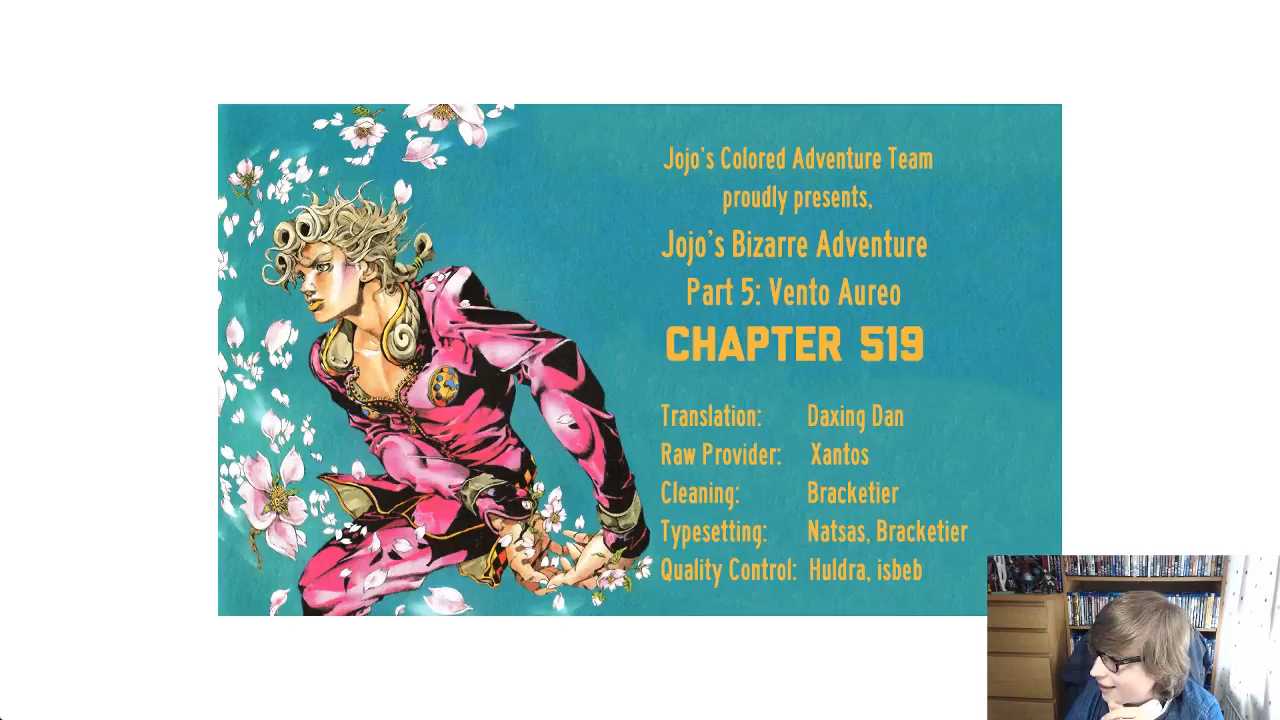 Jojo's Colored Adventure Team
proudly presents,
Jojo's Bizarre Adventure
Part 5: Vento Aureo
CHAPTER 519
Translation: Daxing Dan
Raw Provider: Xantos
Cleaning: Bracketier
Typesetting: Natsas, Bracketier
Quality Control: Huldra, isbeb